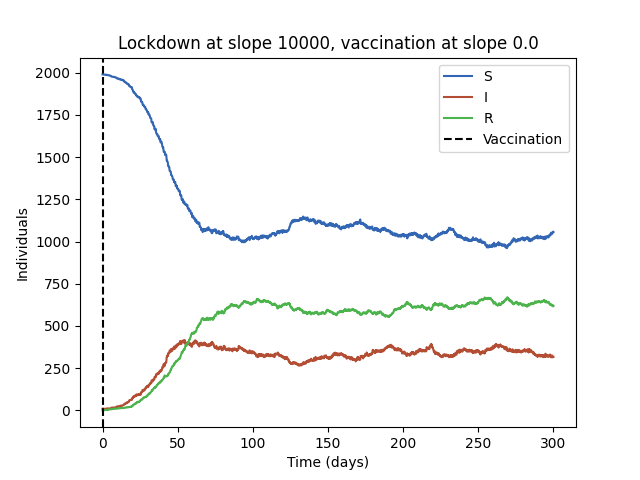 Lockdown at slope 10000, vaccination at slope 0.0
S
I
R
Vaccination
2000
1750
1500
1250
1000
750
500
250
0
Individuals
0 50 100 150 200 250 300
Time (days)